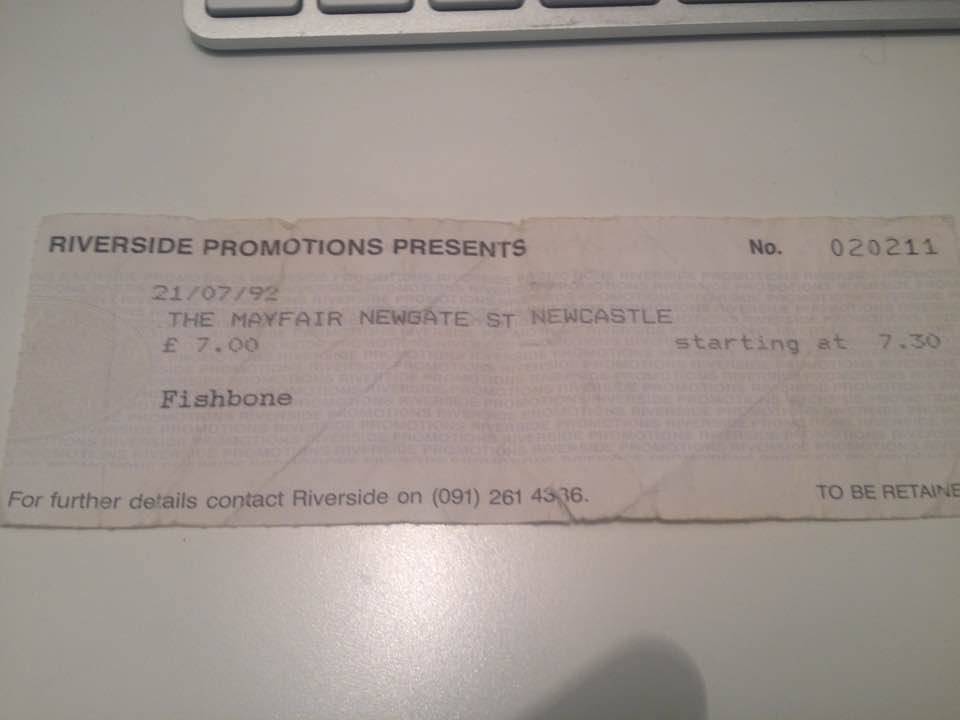 RIVERSIDE PROMOTIONS PRESENTS No. 020211
21/07/92
THE MAYFAIR NEWGATE ST NEWCASTLE
£ 7.00 starting at 7.30
Fishbone
For further details contact Riverside on (091) 261 4386.
TO BE RETAINE